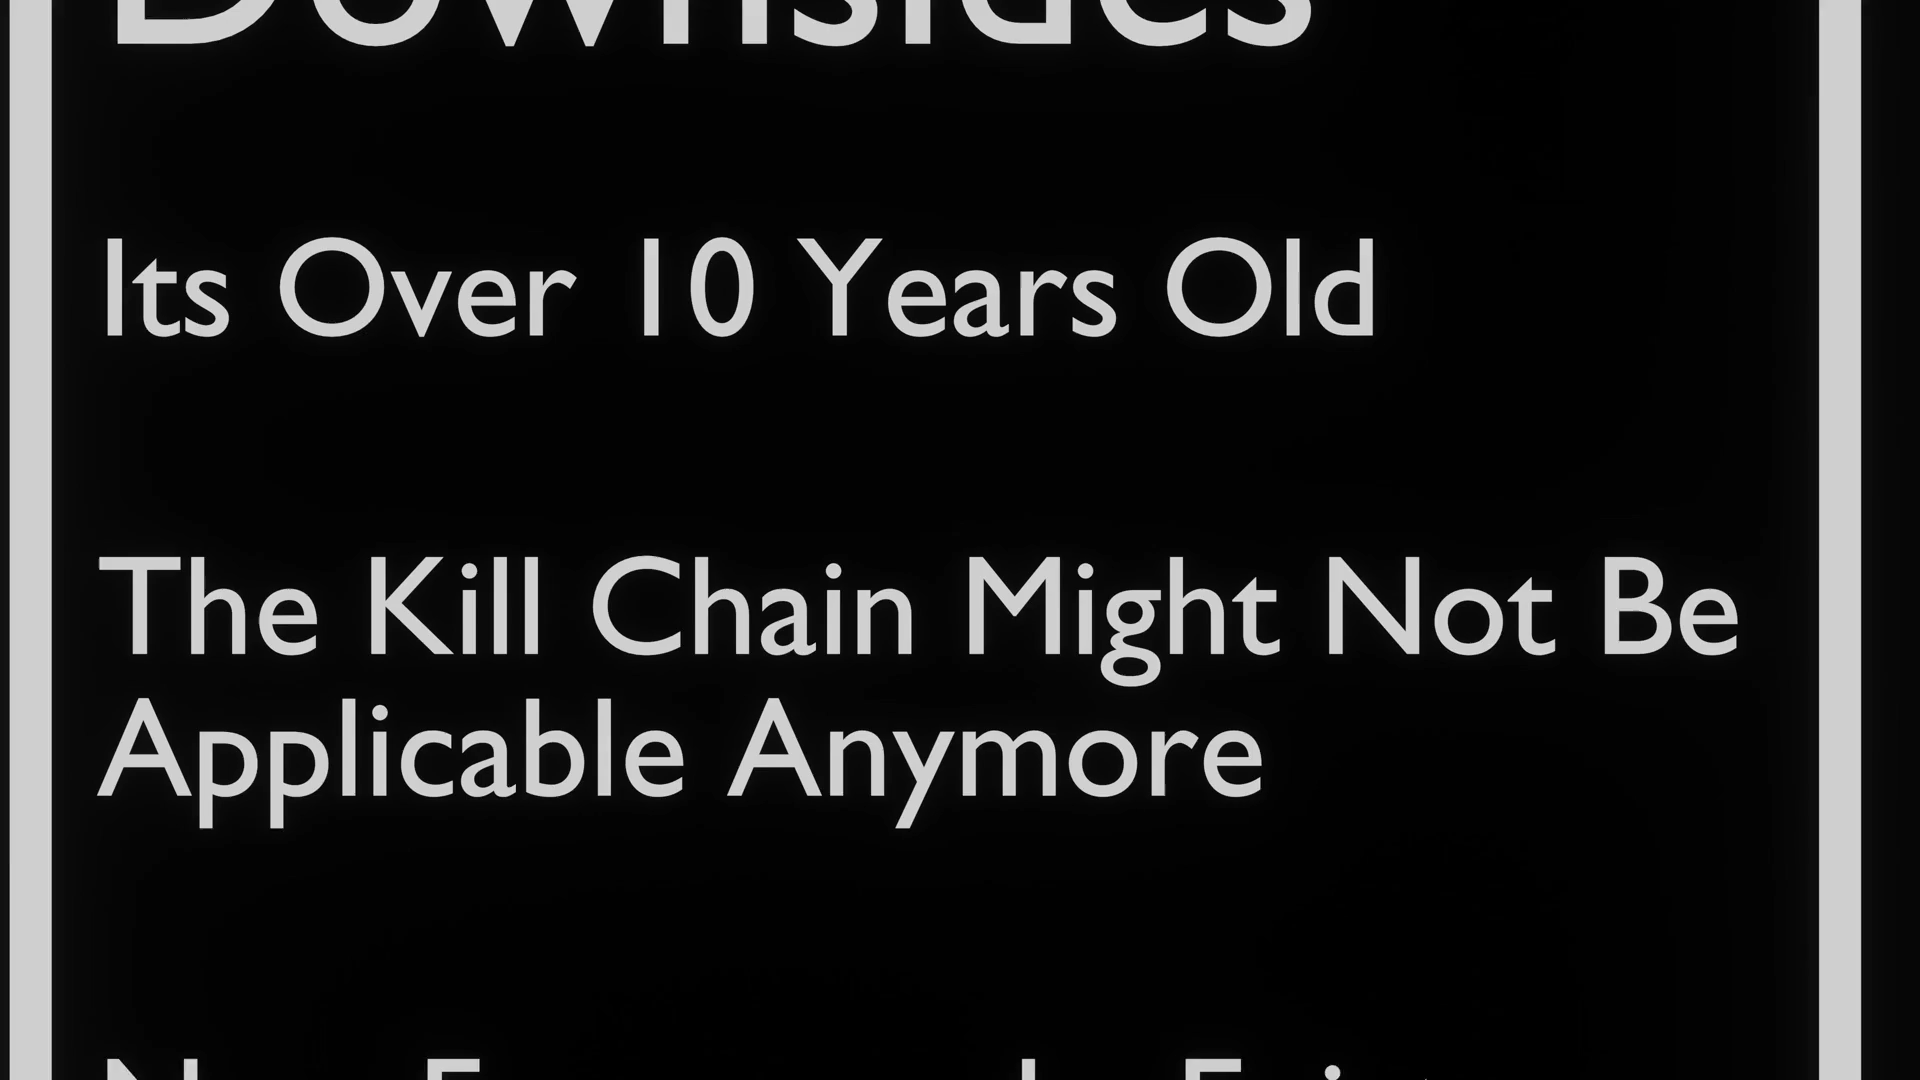 Downsides
Its Over 10 Years Old
The Kill Chain Might Not Be
Applicable Anymore